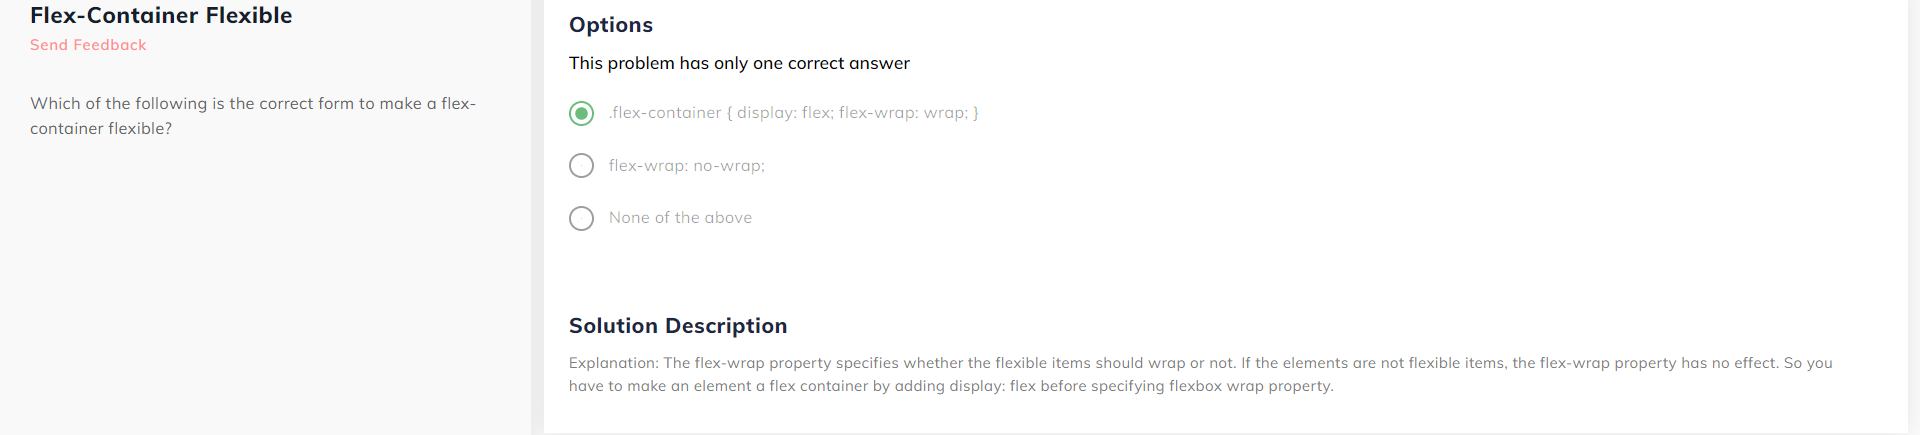 Flex-Container Flexible
Send Feedback
Which of the following is the correct form to make a flex-
container flexible?
Options
This problem has only one correct answer
.flex-container { display: flex; flex-wrap: wrap; }
flex-wrap: no-wrap;
None of the above
Solution Description
Explanation: The flex-wrap property specifies whether the flexible items should wrap or not. If the elements are not flexible items, the flex-wrap property has no effect. So you
have to make an element a flex container by adding display: flex before specifying flexbox wrap property.